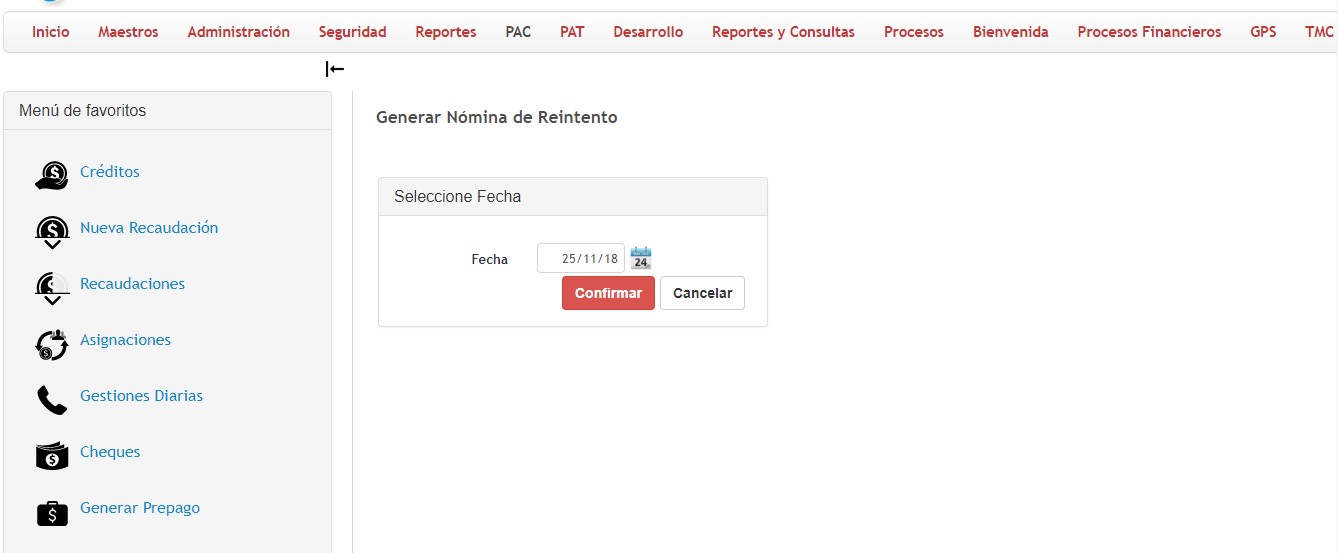 Inicio Maestros Administración Seguridad Reportes PAC PAT Desarrollo Reportes y Consultas Procesos Bienvenida Procesos Financieros GPS TMC
Menú de favoritos
Créditos
Nueva Recaudación
Recaudaciones
Asignaciones
Gestiones Diarias
Cheques
Generar Prepago
Generar Nómina de Reintento
Seleccione Fecha
Fecha 25/11/18 24
Confirmar Cancelar